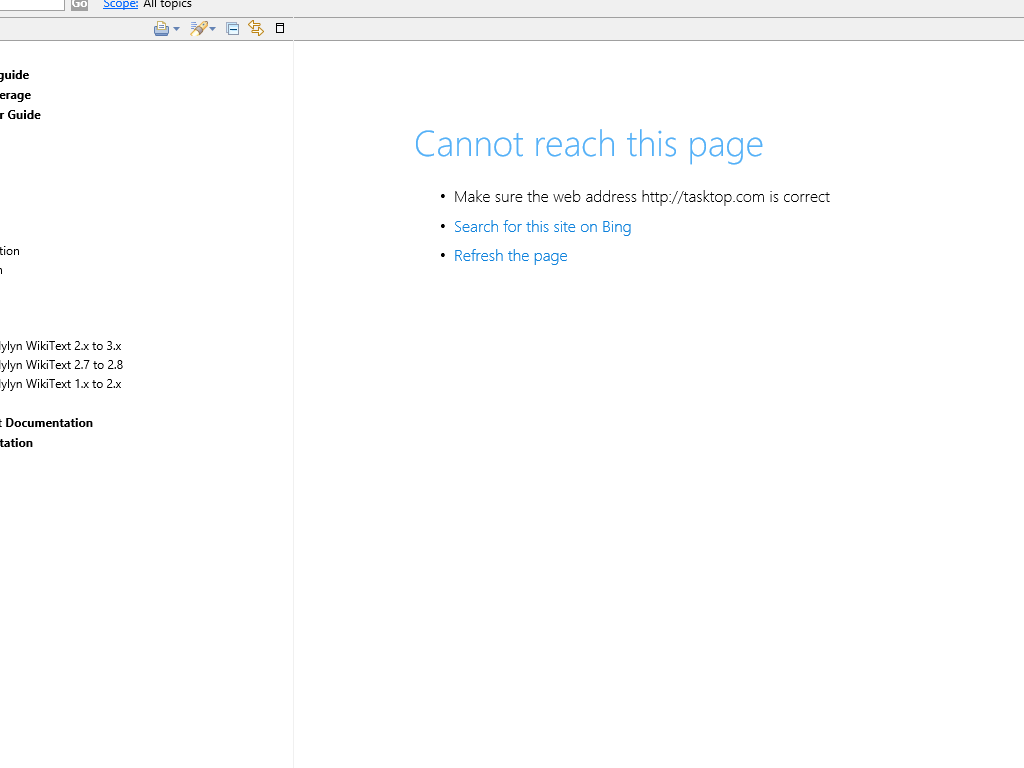 Go Scope: All topics
guide
erage
r Guide
tion
n
ylyn WikiText 2.x to 3.x
ylyn WikiText 2.7 to 2.8
ylyn WikiText 1.x to 2.x
t Documentation
tation
Cannot reach this page
• Make sure the web address http://tasktop.com is correct
• Search for this site on Bing
• Refresh the page